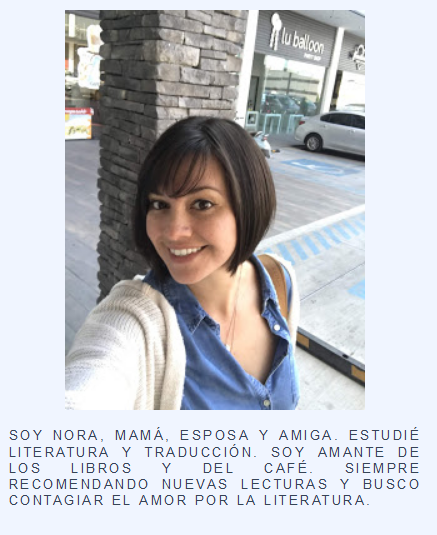 lu balloon
SOY NORA, MAMÁ, ESPOSA Y AMIGA. ESTUDIÉ
LITERATURA Y TRADUCCIÓN. SOY AMANTE DE
LOS LIBROS Y DEL CAFÉ. SIEMPRE
RECOMENDANDO NUEVAS LECTURAS Y BUSCO
CONTAGIAR EL AMOR POR LA LITERATURA.